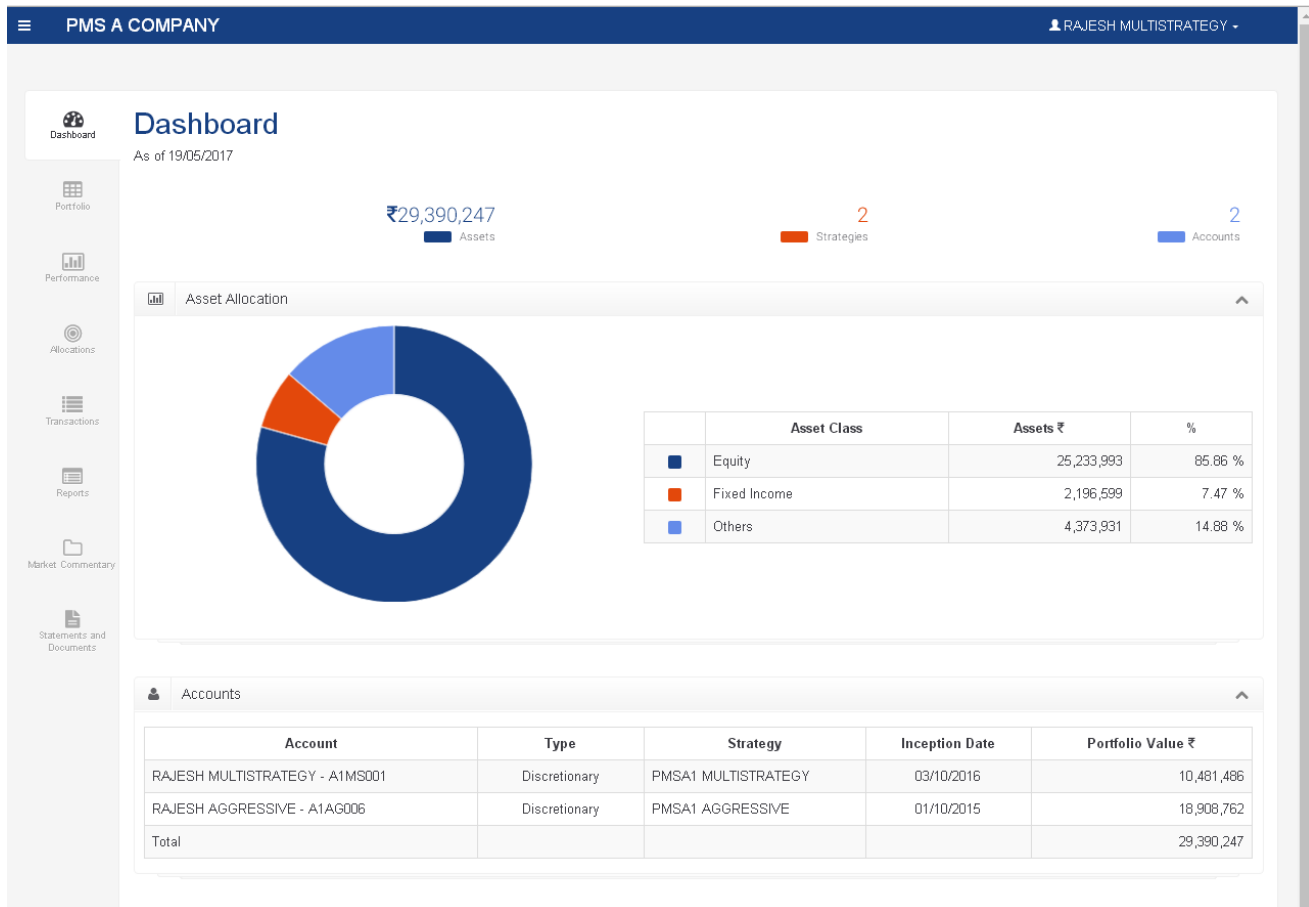 PMS A COMPANY
RAJESH MULTISTRATEGY
Dashboard
Portfolio
Performance
Allocations
Transactions
Reports
Market Commentary
Statements and
Documents
Dashboard
As of 19/05/2017
₹29,390,247
Assets
2
Strategies
2
Accounts
Asset Allocation
Asset Class Assets ₹ %
Equity 25,233,993 85.86 %
Fixed Income 2,196,599 7.47 %
Others 4,373,931 14.88 %
Accounts
Account Type Strategy Inception Date Portfolio Value ₹
RAJESH MULTISTRATEGY - A1MS001 Discretionary PMSA1 MULTISTRATEGY 03/10/2016 10,481,486
RAJESH AGGRESSIVE - A1AG006 Discretionary PMSA1 AGGRESSIVE 01/10/2015 18,908,762
Total 29,390,247